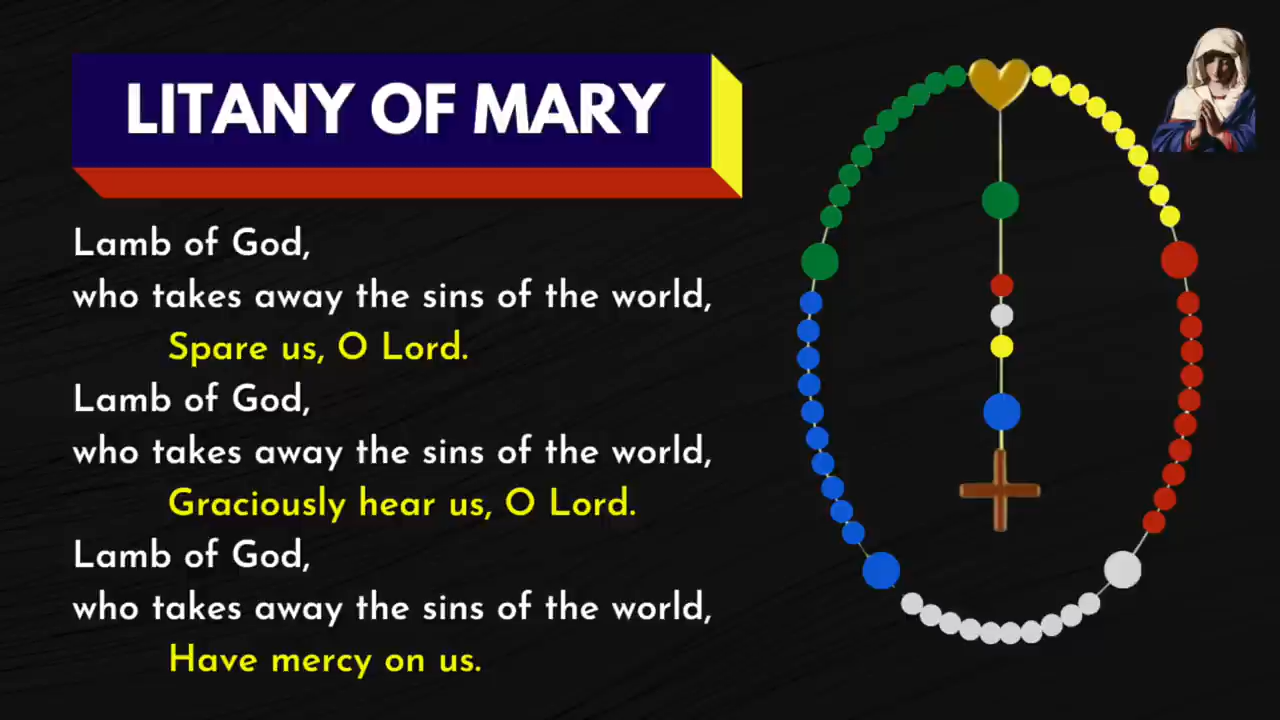 LITANY OF MARY
Lamb of God,
who takes away the sins of the world,
Spare us, O Lord.
Lamb of God,
who takes away the sins of the world,
Graciously hear us, O Lord.
Lamb of God,
who takes away the sins of the world,
Have mercy on us.